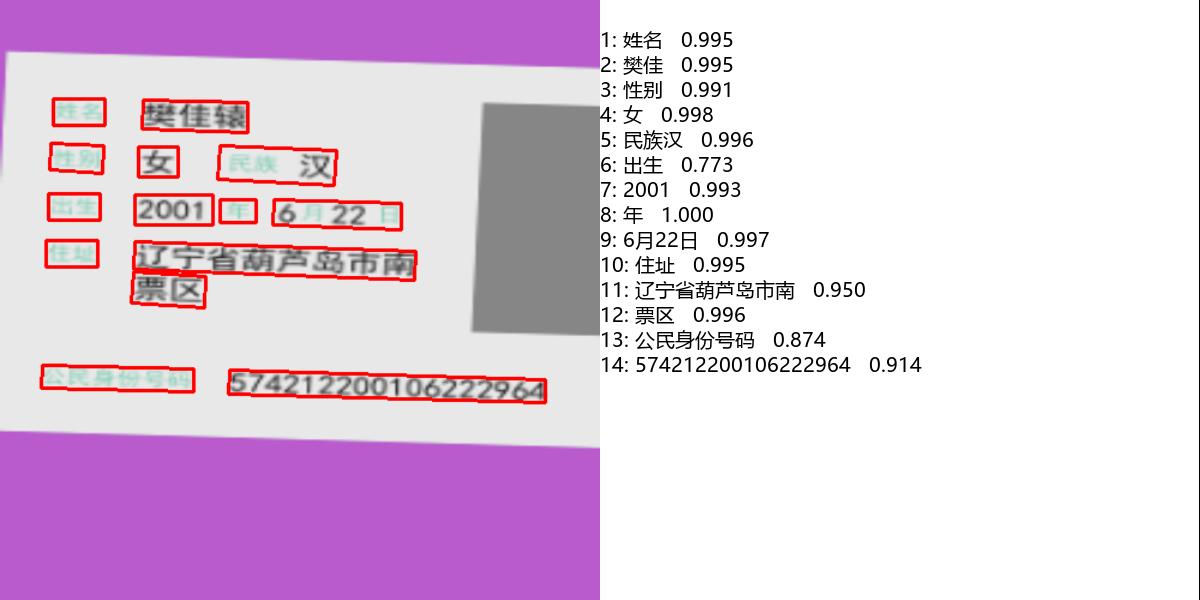 姓名 樊佳辕
性别 女 民族 汉
出生 2001 年 6 月 22 日
住址 辽宁省葫芦岛市南
票区
公民身份号码 574212200106222964
1: 姓名 0.995
2: 樊佳 0.995
3: 性别 0.991
4: 女 0.998
5: 民族汉 0.996
6: 出生 0.773
7: 2001 0.993
8: 年 1.000
9: 6月22日 0.997
10: 住址 0.995
11: 辽宁省葫芦岛市南 0.950
12: 票区 0.996
13: 公民身份号码 0.874
14: 574212200106222964 0.914